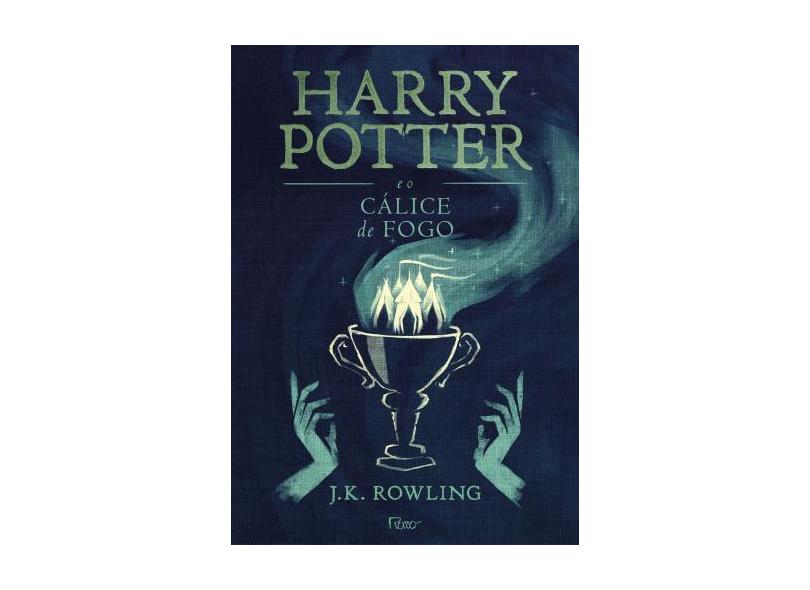 HARRY
POTTER
e o
CÁLICE
de FOGO
J.K. ROWLING
Rocco